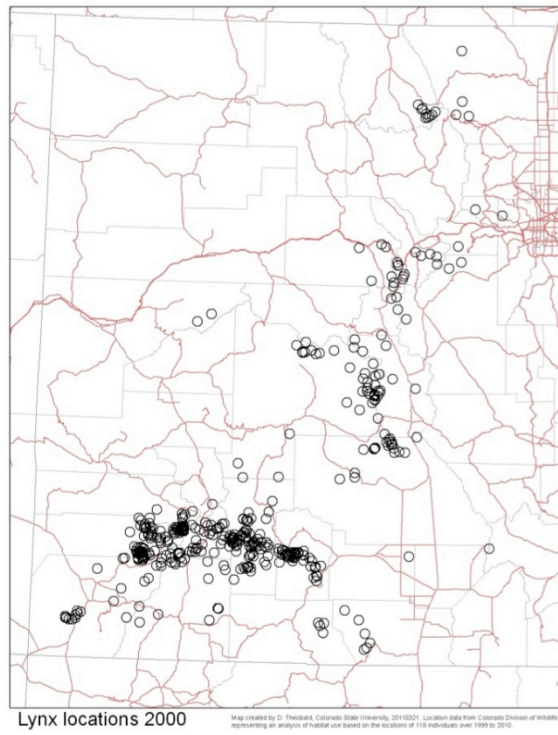 Lynx locations 2000
Map created by D. Theobald, Colorado State University, 20110321. Location data from Colorado Division of Wildlife
representing an analysis of habitat use based on the locations of 118 individuals over 1999 to 2010.